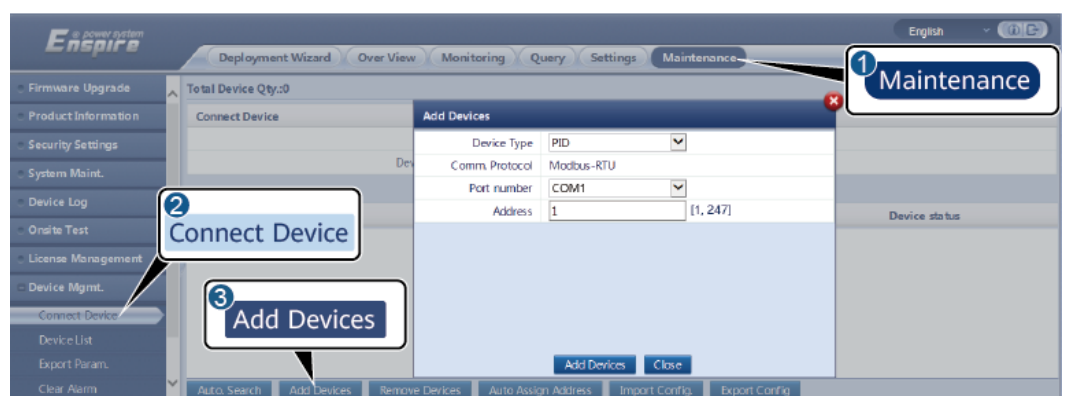 e power system
Enspire
English
Deployment Wizard
Over View
Monitoring
Query
Settings
Maintenance
1
Maintenance
Firmware Upgrade
Product Information
Security Settings
System Maint.
Device Log
Onsite Test
License Management
Device Mgmt.
Connect Device
Device List
Export Param.
Clear Alarm
Total Device Qty.:0
Connect Device
Dev
Device status
Add Devices
Device Type PID
Comm. Protocol Modbus-RTU
Port number COM1
Address 1 [1, 247]
Add Devices Close
2
Connect Device
3
Add Devices
Auto. Search
Add Devices
Remove Devices
Auto Assign Address
Import Config.
Export Config